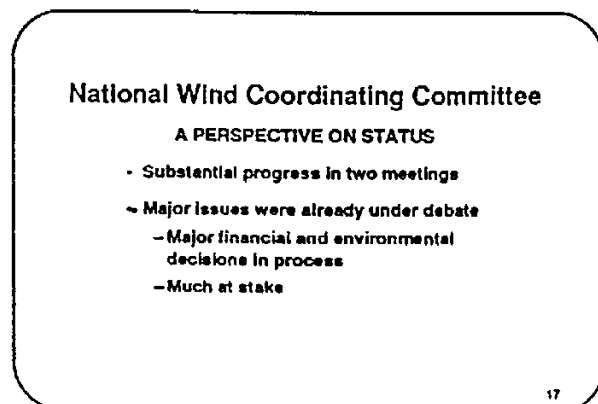 National Wind Coordinating Committee
A PERSPECTIVE ON STATUS
- Substantial progress in two meetings
- Major issues were already under debate
– Major financial and environmental
decisions in process
– Much at stake
17